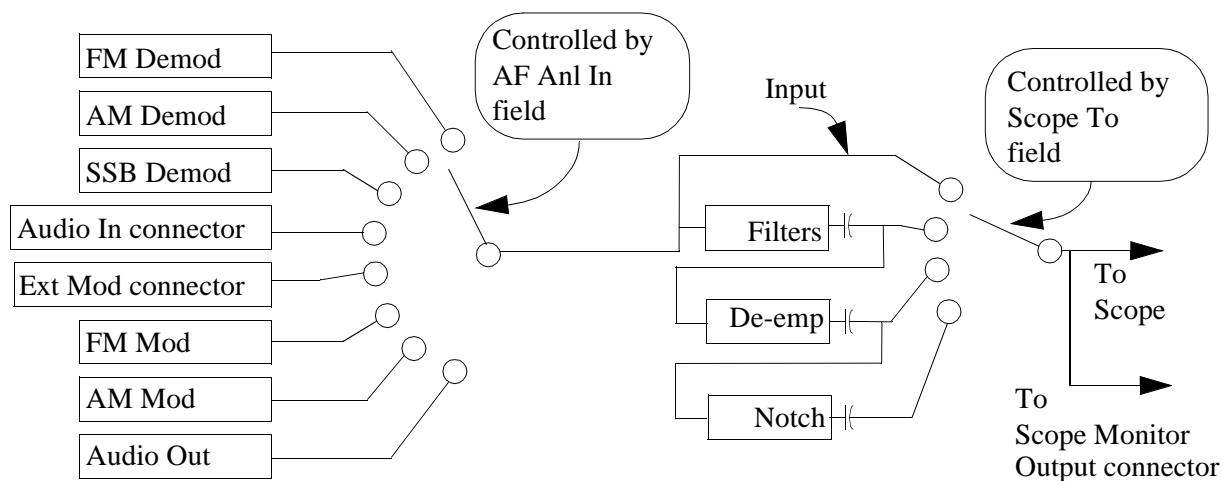 FM Demod
AM Demod
SSB Demod
Audio In connector
Ext Mod connector
FM Mod
AM Mod
Audio Out
Controlled by
AF Anl In
field
Input
Controlled by
Scope To
field
Filters
De-emp
Notch
To
Scope
To
Scope Monitor
Output connector